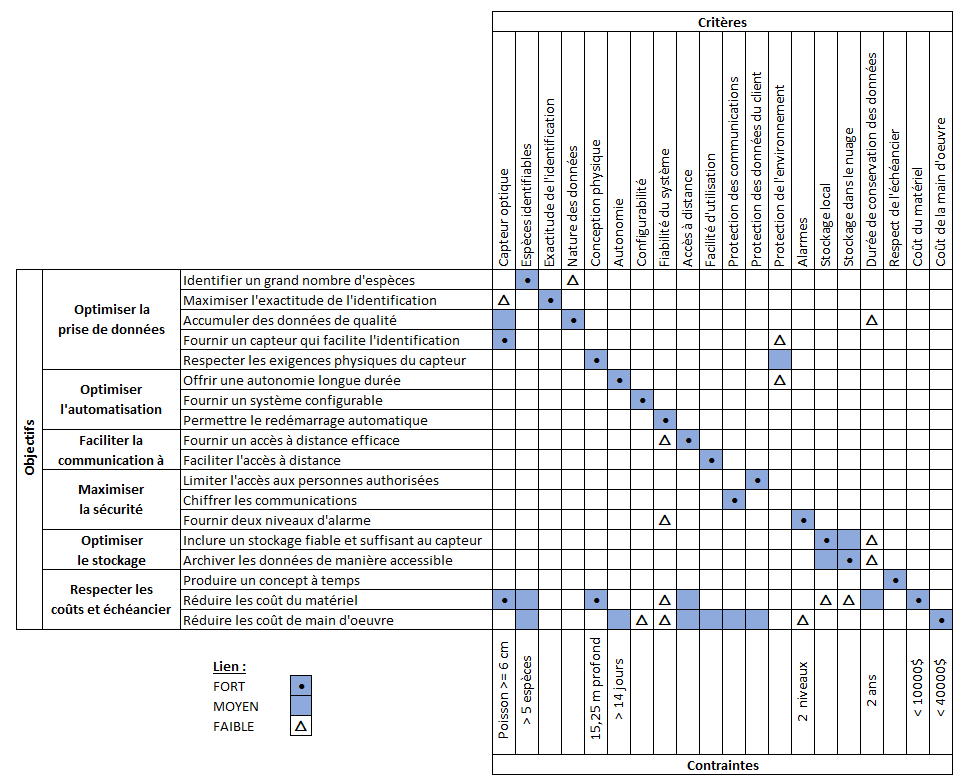 Critères
Capteur optique
Espèces identifiables
Exactitude de l'identification
Nature des données
Conception physique
Autonomie
Configurabilité
Fiabilité du système
Accès à distance
Facilité d'utilisation
Protection des communications
Protection des données du client
Protection de l'environnement
Alarmes
Stockage local
Stockage dans le nuage
Durée de conservation des données
Respect de l'échéancier
Coût du matériel
Coût de la main d'oeuvre
Objectifs
Optimiser la
prise de données
Identifier un grand nombre d'espèces
Maximiser l'exactitude de l'identification
Accumuler des données de qualité
Fournir un capteur qui facilite l'identification
Respecter les exigences physiques du capteur
Optimiser
l'automatisation
Offrir une autonomie longue durée
Fournir un système configurable
Permettre le redémarrage automatique
Faciliter la
communication à
Fournir un accès à distance efficace
Faciliter l'accès à distance
Maximiser
la sécurité
Limiter l'accès aux personnes authorisées
Chiffrer les communications
Fournir deux niveaux d'alarme
Optimiser
le stockage
Inclure un stockage fiable et suffisant au capteur
Archiver les données de manière accessible
Respecter les
coûts et échéancier
Produire un concept à temps
Réduire les coût du matériel
Réduire les coût de main d'oeuvre
Poisson >= 6 cm
> 5 espèces
15,25 m profond
> 14 jours
2 niveaux
2 ans
< 10000$
< 40000$
Contraintes
Lien :
FORT
MOYEN
FAIBLE